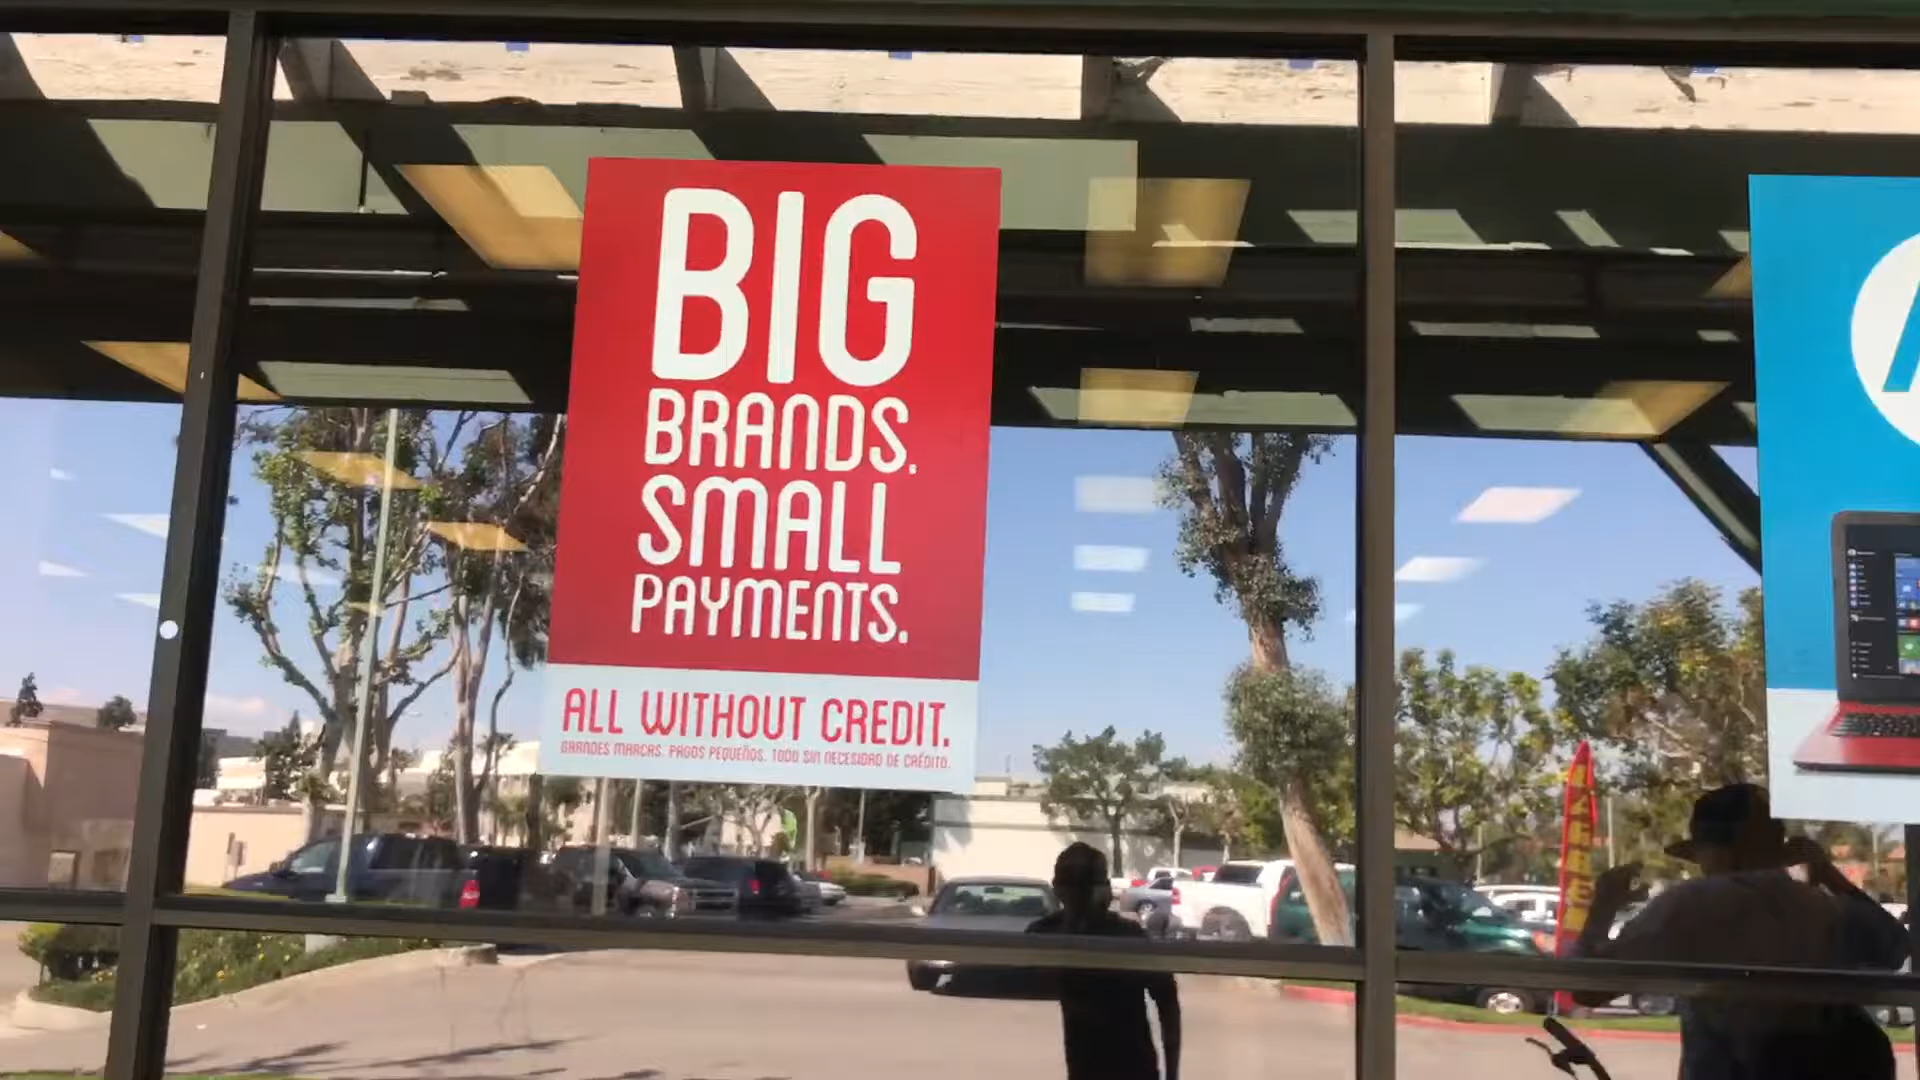 BIG
BRANDS.
SMALL
PAYMENTS.
ALL WITHOUT CREDIT.
GRANDES MARCAS. PAGOS PEQUEÑOS. TODO SIN NECESIDAD DE CRÉDITO.